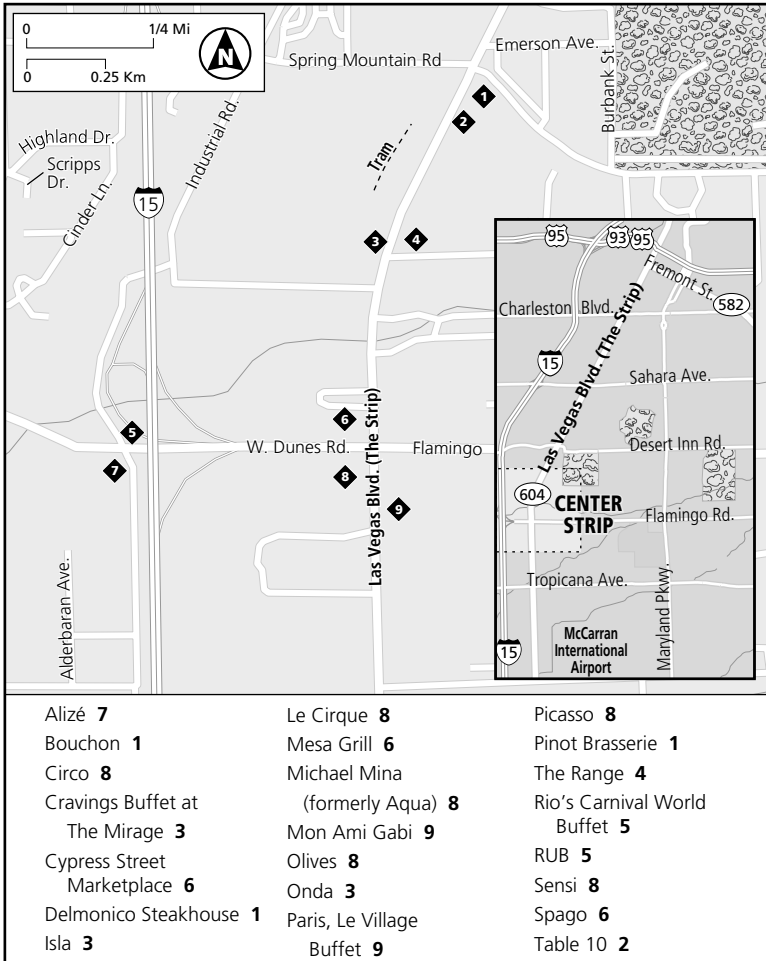 0 1/4 Mi
0 0.25 Km
N
Spring Mountain Rd
Emerson Ave.
Burbank St.
1
2
Highland Dr.
Scripps
Dr.
Cinder Ln.
Industrial Rd.
Tram
15
3
4
5
6
7
8
9
W. Dunes Rd.
Flamingo
Las Vegas Blvd. (The Strip)
Alderbaran Ave.
95
93
95
Fremont St.
582
Charleston Blvd.
Las Vegas Blvd. (The Strip)
15
Sahara Ave.
Desert Inn Rd.
604
CENTER
STRIP
Flamingo Rd.
Tropicana Ave.
Maryland Pkwy.
McCarran
International
Airport
15
Alizé 7
Bouchon 1
Circo 8
Cravings Buffet at
The Mirage 3
Cypress Street
Marketplace 6
Delmonico Steakhouse 1
Isla 3
Le Cirque 8
Mesa Grill 6
Michael Mina
(formerly Aqua) 8
Mon Ami Gabi 9
Olives 8
Onda 3
Paris, Le Village
Buffet 9
Picasso 8
Pinot Brasserie 1
The Range 4
Rio's Carnival World
Buffet 5
RUB 5
Sensi 8
Spago 6
Table 10 2